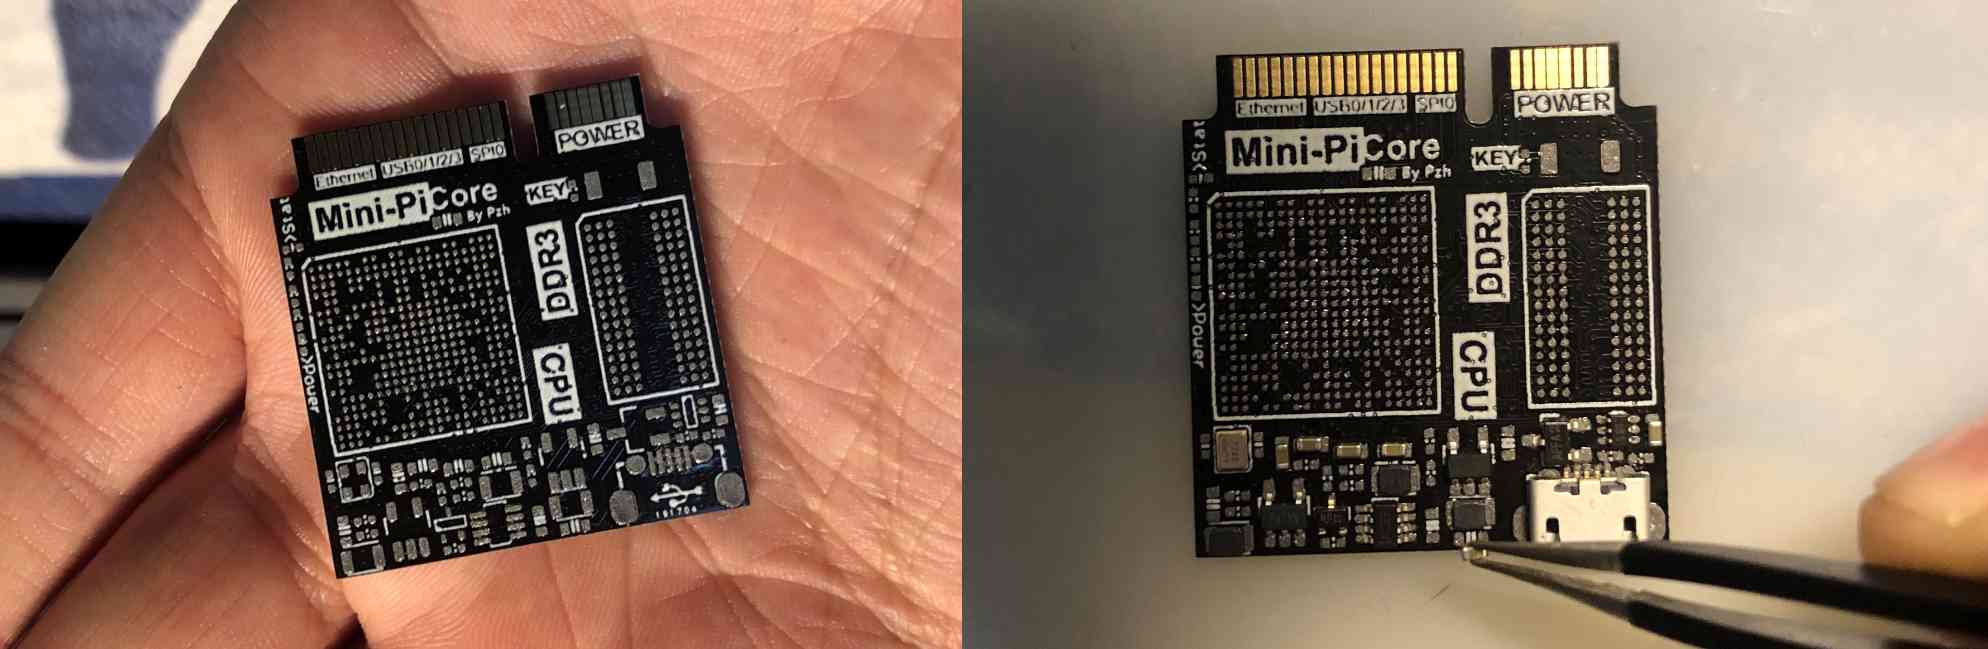 POWER
Ethernet USB0/1/2/3 SPI0
Mini-PiCore
KEY
By Pzh
>Stat
DDR3
>Power
CPU
POWER
Ethernet USB0/1/2/3 SPI0
Mini-PiCore
KEY
By Pzh
>Stat
DDR3
>Power
CPU